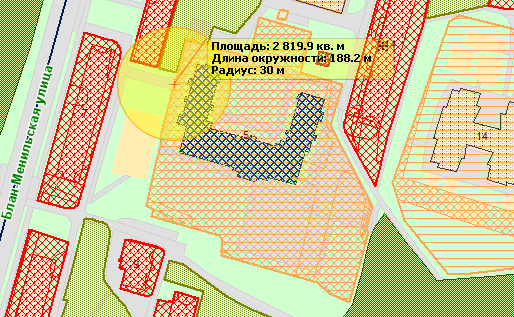 Площадь: 2 819.9 кв. м
Длина окружности: 188.2 м
Радиус: 30 м
Блан-Менильская улица
5
14